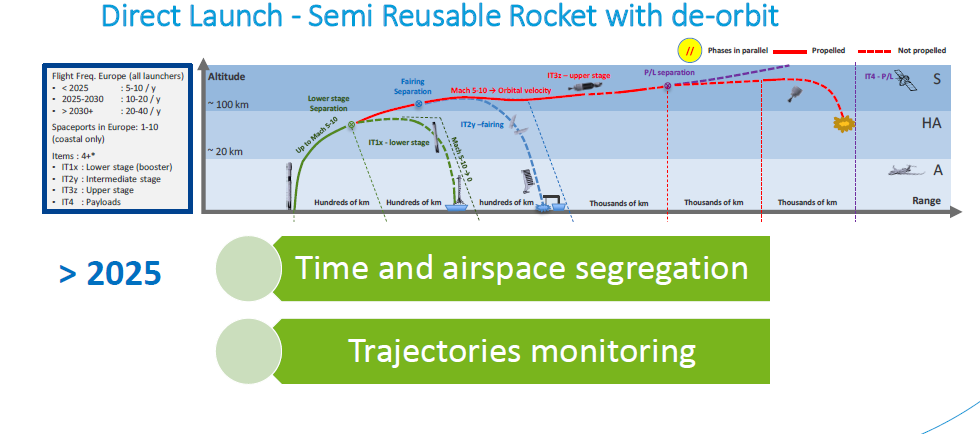 Direct Launch - Semi Reusable Rocket with de-orbit
// Phases in parallel Propelled Not propelled
Flight Freq. Europe (all launchers)
• < 2025 : 5-10 / y
• 2025-2030 : 10-20 / y
• > 2030+ : 20-40 / y
Spaceports in Europe: 1-10
(coastal only)
Items : 4+*
• IT1x : Lower stage (booster)
• IT2y : Intermediate stage
• IT3z : Upper stage
• IT4 : Payloads
Altitude
~ 100 km
~ 20 km
Up to Mach 5-10
Lower stage
Separation
Fairing
Separation
Mach 5-10 → Orbital velocity
IT3z – upper stage
P/L separation
IT4 - P/L
S
HA
A
IT1x - lower stage
Mach 5-10 → 0
IT2y –fairing
Hundreds of km
Hundreds of km
hundreds of km
Thousands of km
Thousands of km
Thousands of km
Range
> 2025
Time and airspace segregation
Trajectories monitoring